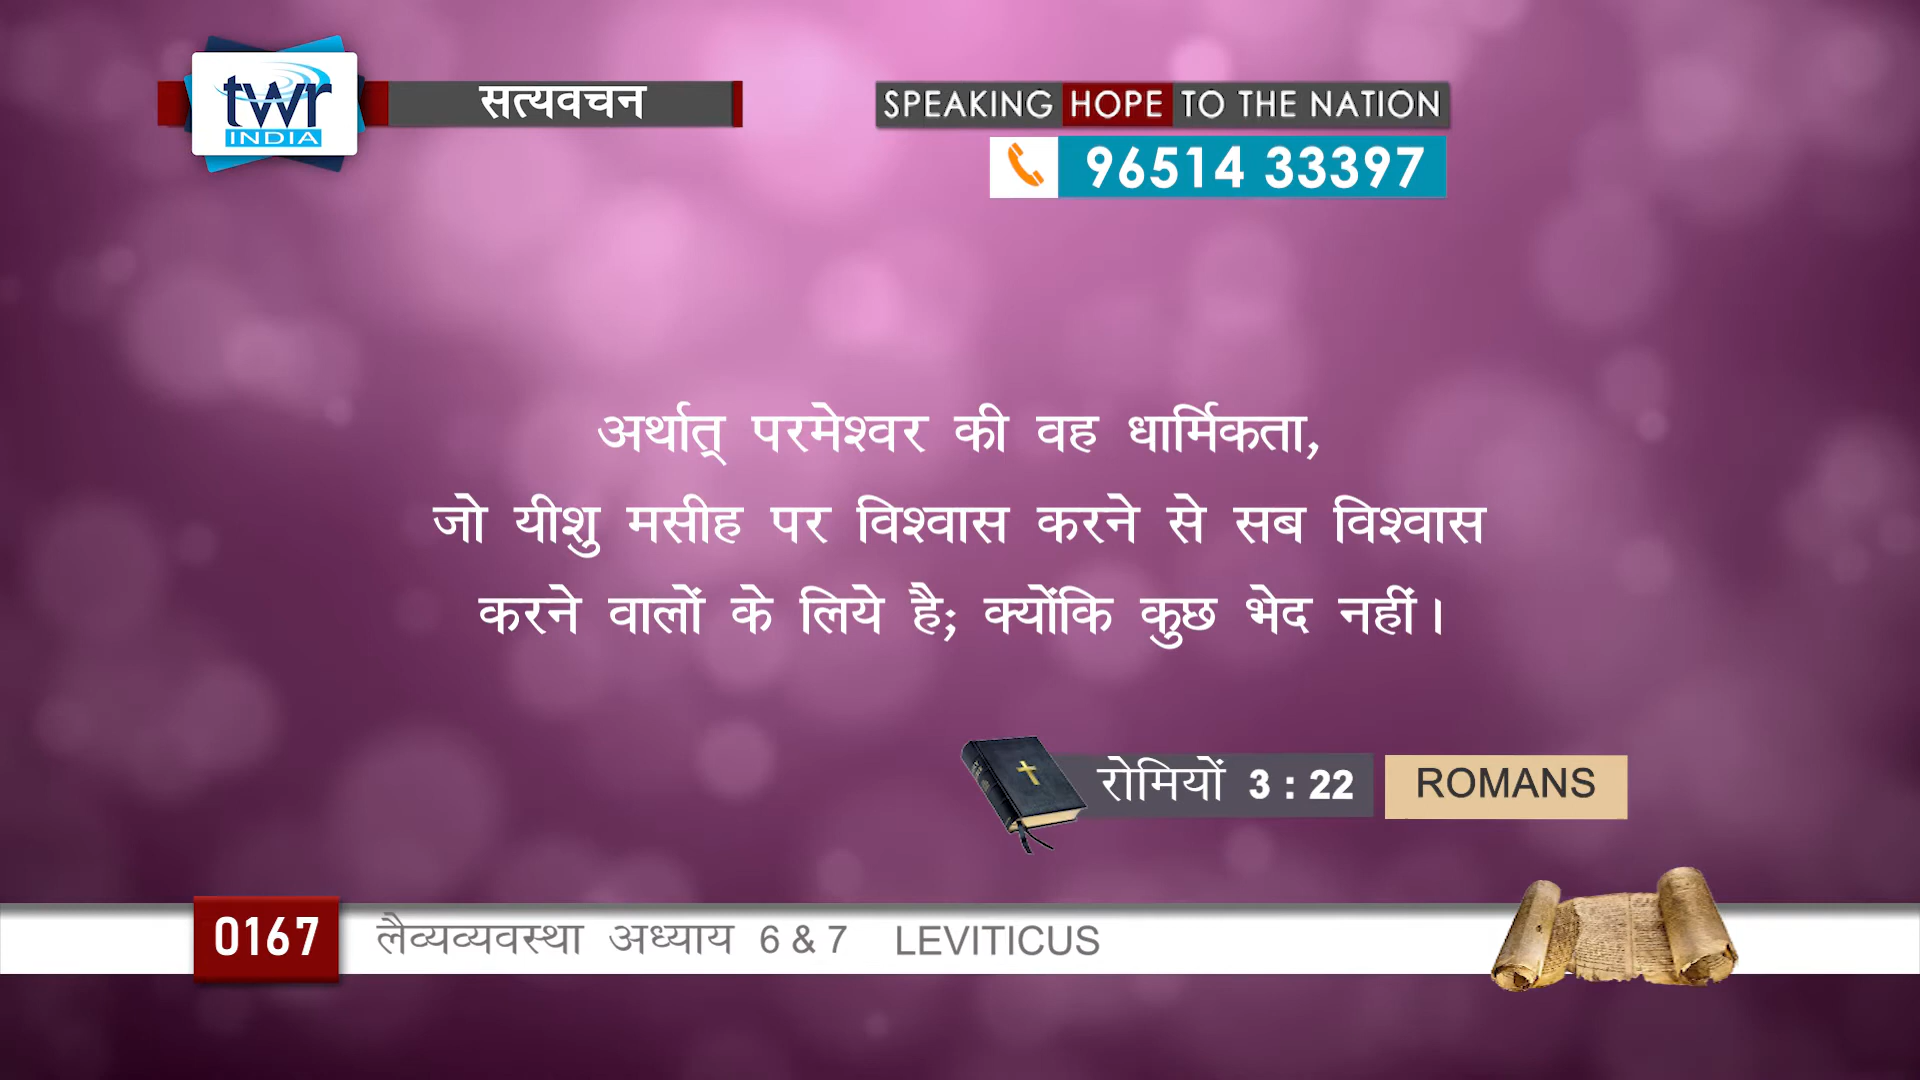 twr
INDIA
सत्यवचन
SPEAKING HOPE TO THE NATION
96514 33397
अर्थात् परमेश्वर की वह धार्मिकता,
जो यीशु मसीह पर विश्वास करने से सब विश्वास
करने वालों के लिये है; क्योंकि कुछ भेद नहीं।
रोमियों 3 : 22 ROMANS
0167 लैव्यव्यवस्था अध्याय 6 & 7 LEVITICUS